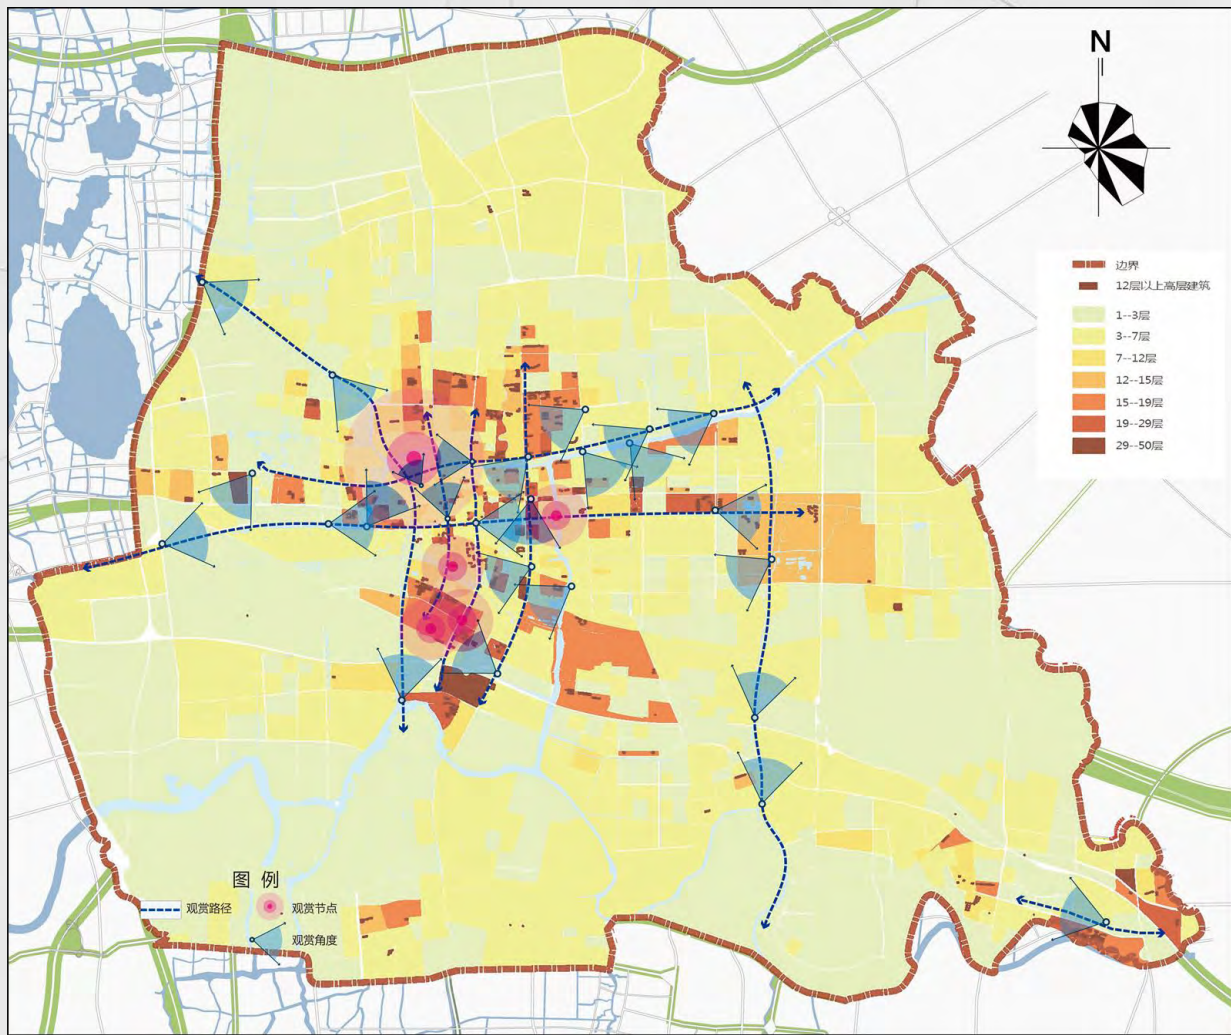 N
边界
12层以上高层建筑
1--3层
3--7层
7--12层
12--15层
15--19层
19--29层
29--50层
图 例
观赏路径
观赏节点
观赏角度